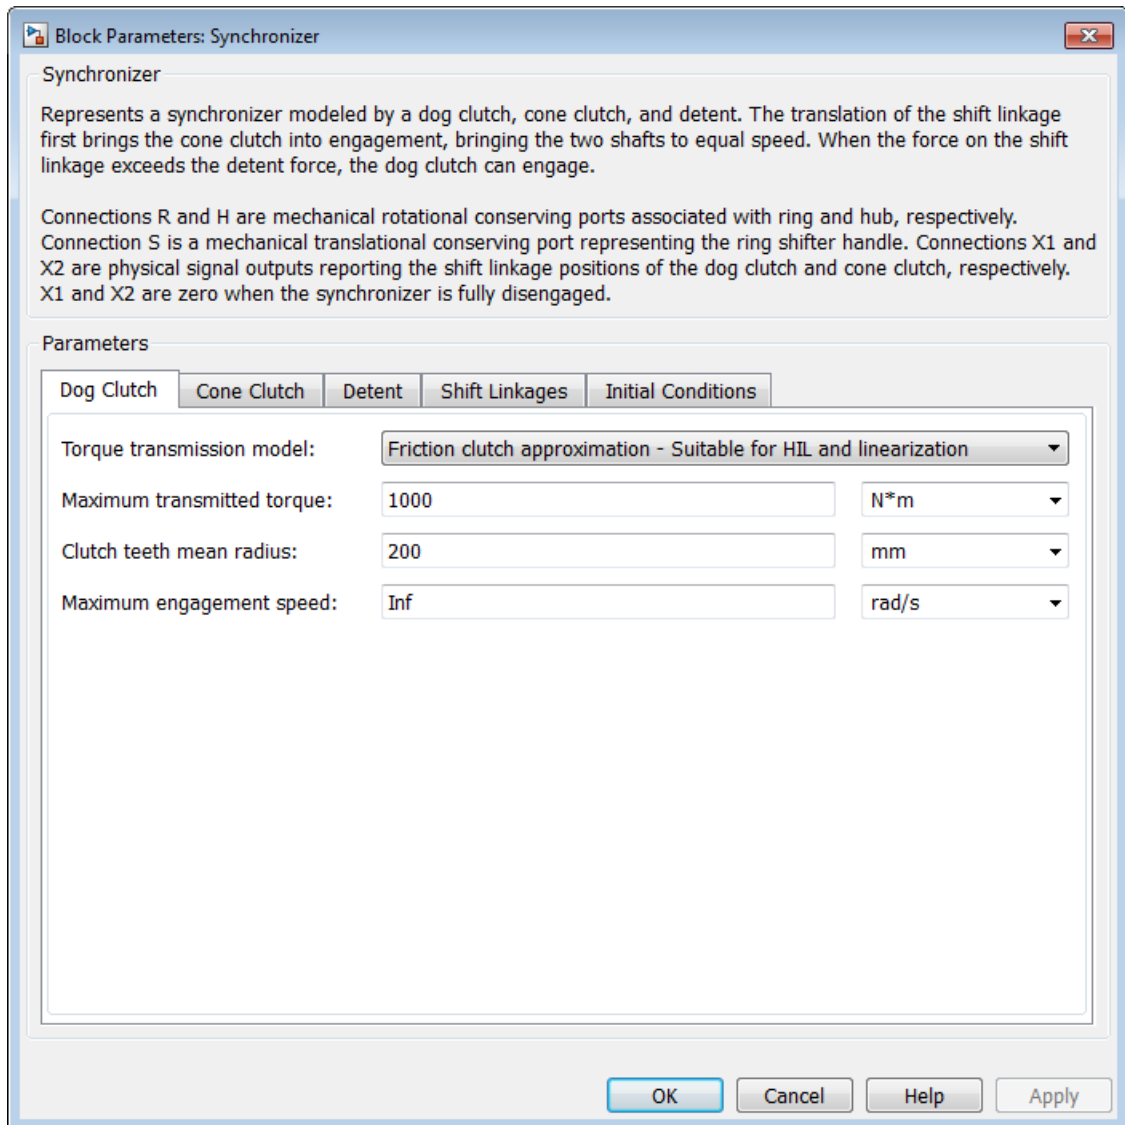 Block Parameters: Synchronizer
Synchronizer
Represents a synchronizer modeled by a dog clutch, cone clutch, and detent. The translation of the shift linkage
first brings the cone clutch into engagement, bringing the two shafts to equal speed. When the force on the shift
linkage exceeds the detent force, the dog clutch can engage.
Connections R and H are mechanical rotational conserving ports associated with ring and hub, respectively.
Connection S is a mechanical translational conserving port representing the ring shifter handle. Connections X1 and
X2 are physical signal outputs reporting the shift linkage positions of the dog clutch and cone clutch, respectively.
X1 and X2 are zero when the synchronizer is fully disengaged.
Parameters
Dog Clutch Cone Clutch Detent Shift Linkages Initial Conditions
Torque transmission model: Friction clutch approximation - Suitable for HIL and linearization
Maximum transmitted torque: 1000 N*m
Clutch teeth mean radius: 200 mm
Maximum engagement speed: Inf rad/s
OK Cancel Help Apply